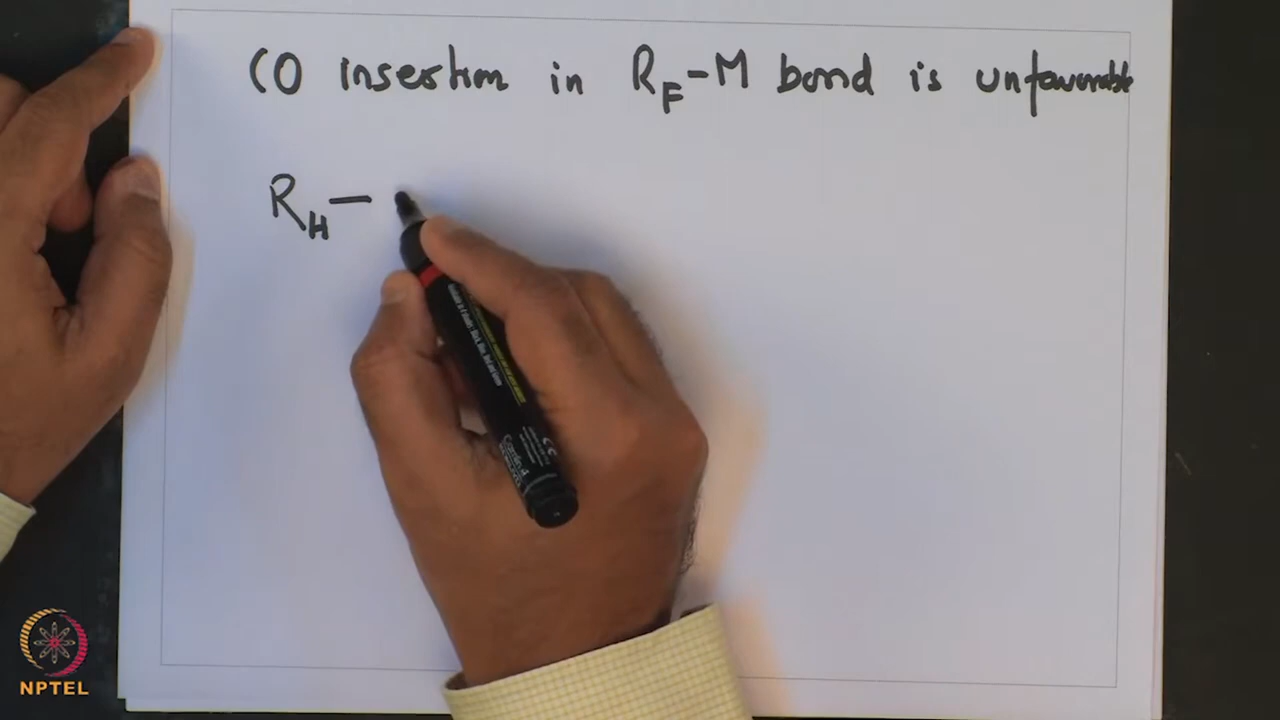 CO insertion in R_F-M bond is unfavorable
R_H—
NPTEL